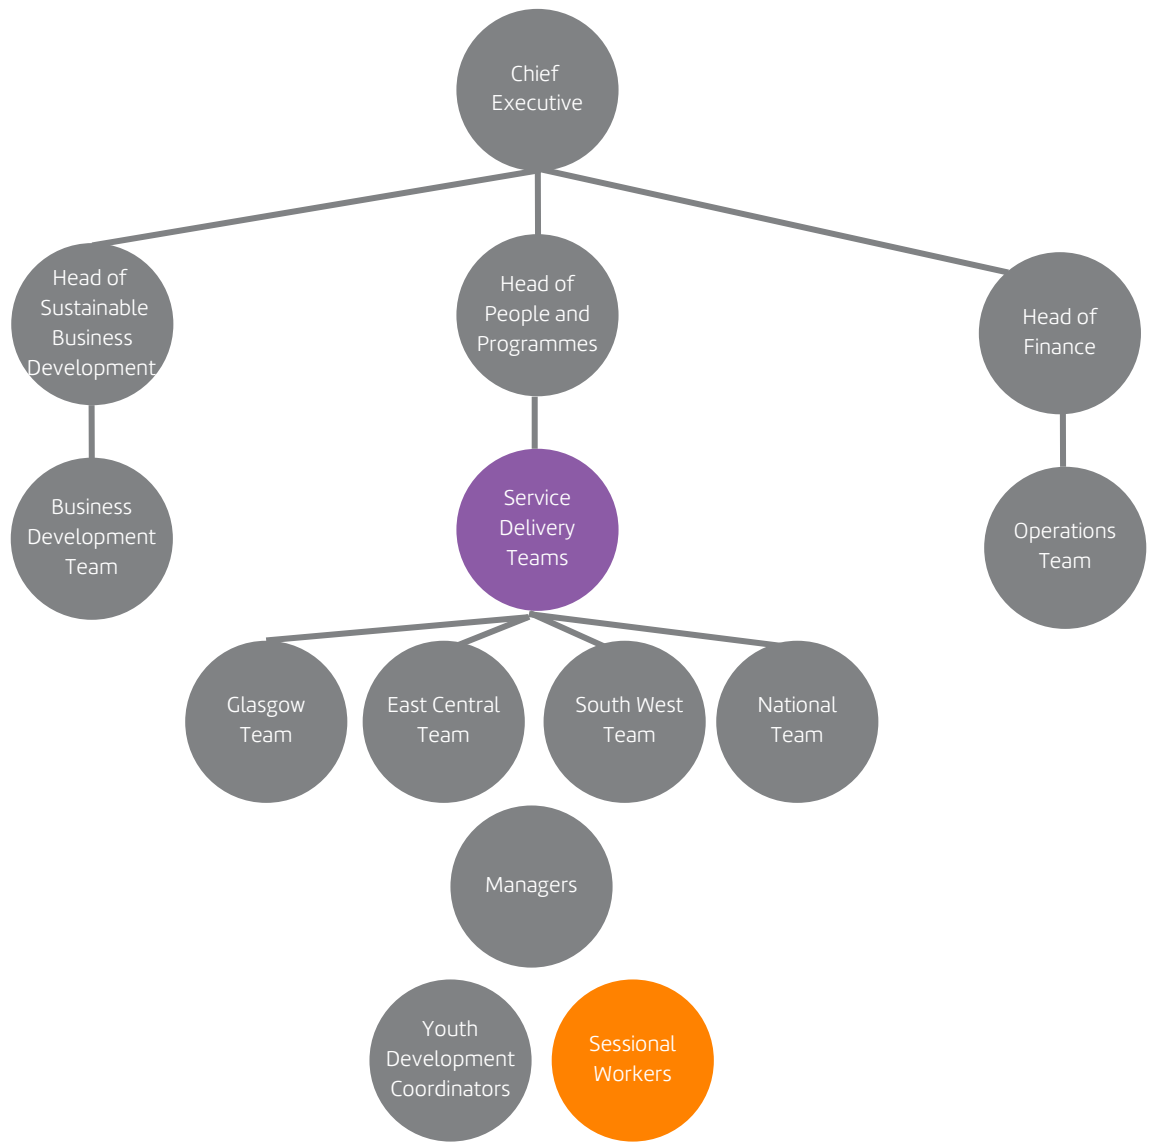 Chief
Executive
Head of
Sustainable
Business
Development
Head of
People and
Programmes
Head of
Finance
Business
Development
Team
Service
Delivery
Teams
Operations
Team
Glasgow
Team
East Central
Team
South West
Team
National
Team
Managers
Youth
Development
Coordinators
Sessional
Workers